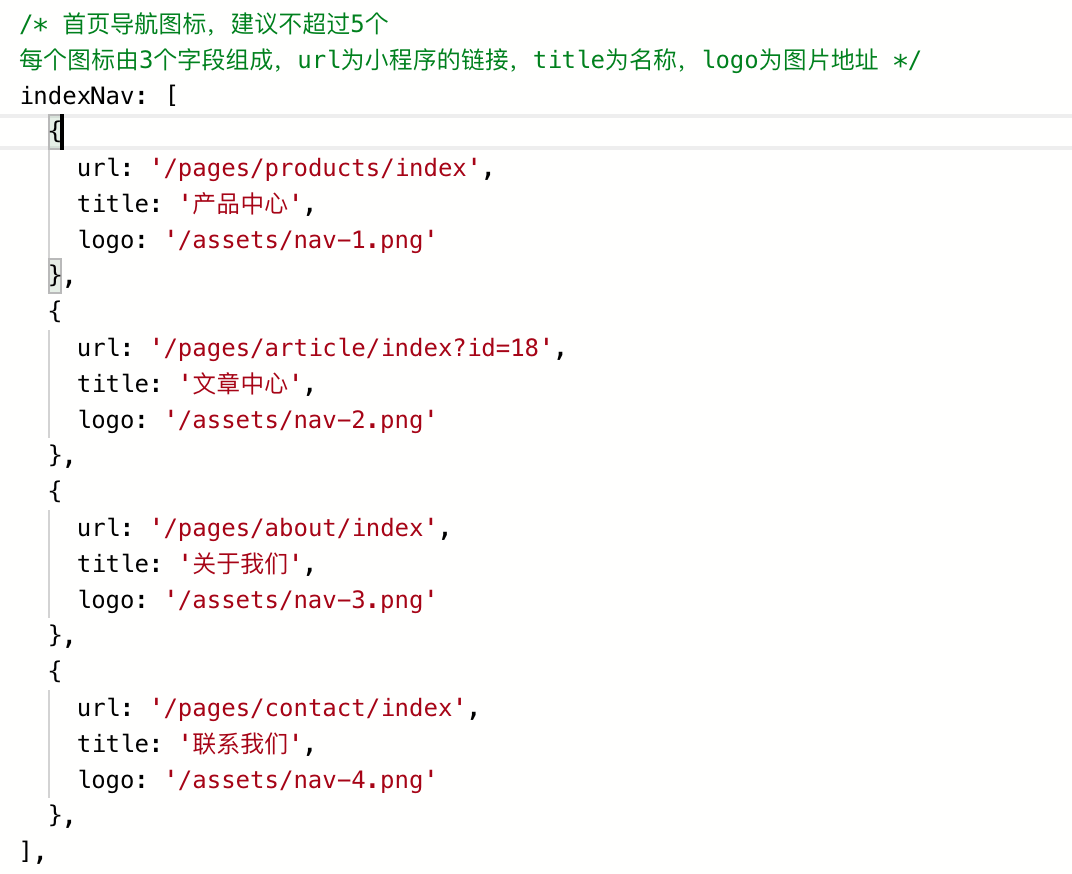 /* 首页导航图标，建议不超过5个
每个图标由3个字段组成，url为小程序的链接，title为名称，logo为图片地址 */
indexNav: [
  {
    url: '/pages/products/index',
    title: '产品中心',
    logo: '/assets/nav-1.png'
  },
  {
    url: '/pages/article/index?id=18',
    title: '文章中心',
    logo: '/assets/nav-2.png'
  },
  {
    url: '/pages/about/index',
    title: '关于我们',
    logo: '/assets/nav-3.png'
  },
  {
    url: '/pages/contact/index',
    title: '联系我们',
    logo: '/assets/nav-4.png'
  },
],